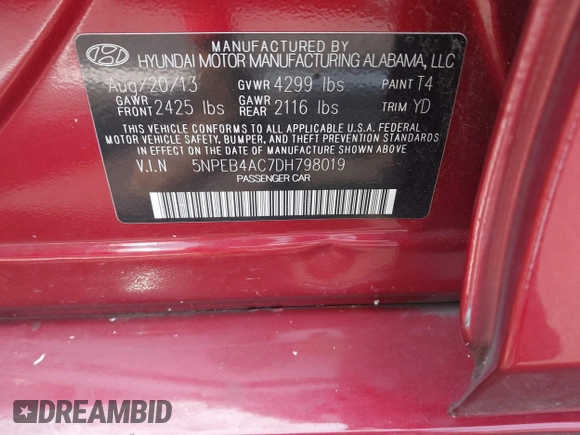 MANUFACTURED BY
HYUNDAI MOTOR MANUFACTURING ALABAMA, LLC
Aug/20/13 GVWR 4299 lbs PAINT T4
GAWR FRONT 2425 lbs GAWR REAR 2116 lbs TRIM YD
THIS VEHICLE CONFORMS TO ALL APPLICABLE U.S.A. FEDERAL
MOTOR VEHICLE SAFETY, BUMPER, AND THEFT PREVENTION STANDARDS
IN EFFECT ON THE DATE OF MANUFACTURE SHOWN ABOVE.
V.I.N 5NPEB4AC7DH798019
PASSENGER CAR
DREAMBID